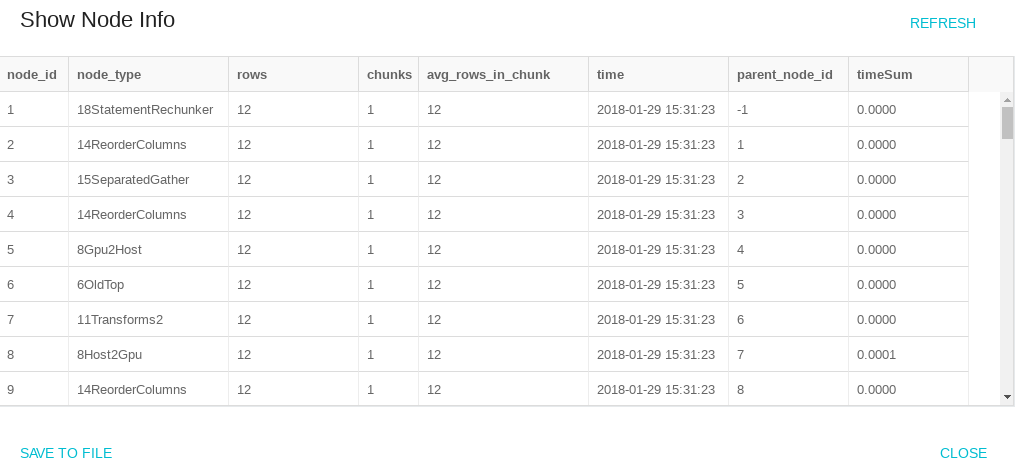 Show Node Info
REFRESH
node_id node_type rows chunks avg_rows_in_chunk time parent_node_id timeSum
1 18StatementRechunker 12 1 12 2018-01-29 15:31:23 -1 0.0000
2 14ReorderColumns 12 1 12 2018-01-29 15:31:23 1 0.0000
3 15SeparatedGather 12 1 12 2018-01-29 15:31:23 2 0.0000
4 14ReorderColumns 12 1 12 2018-01-29 15:31:23 3 0.0000
5 8Gpu2Host 12 1 12 2018-01-29 15:31:23 4 0.0000
6 6OldTop 12 1 12 2018-01-29 15:31:23 5 0.0000
7 11Transforms2 12 1 12 2018-01-29 15:31:23 6 0.0000
8 8Host2Gpu 12 1 12 2018-01-29 15:31:23 7 0.0001
9 14ReorderColumns 12 1 12 2018-01-29 15:31:23 8 0.0000
SAVE TO FILE
CLOSE